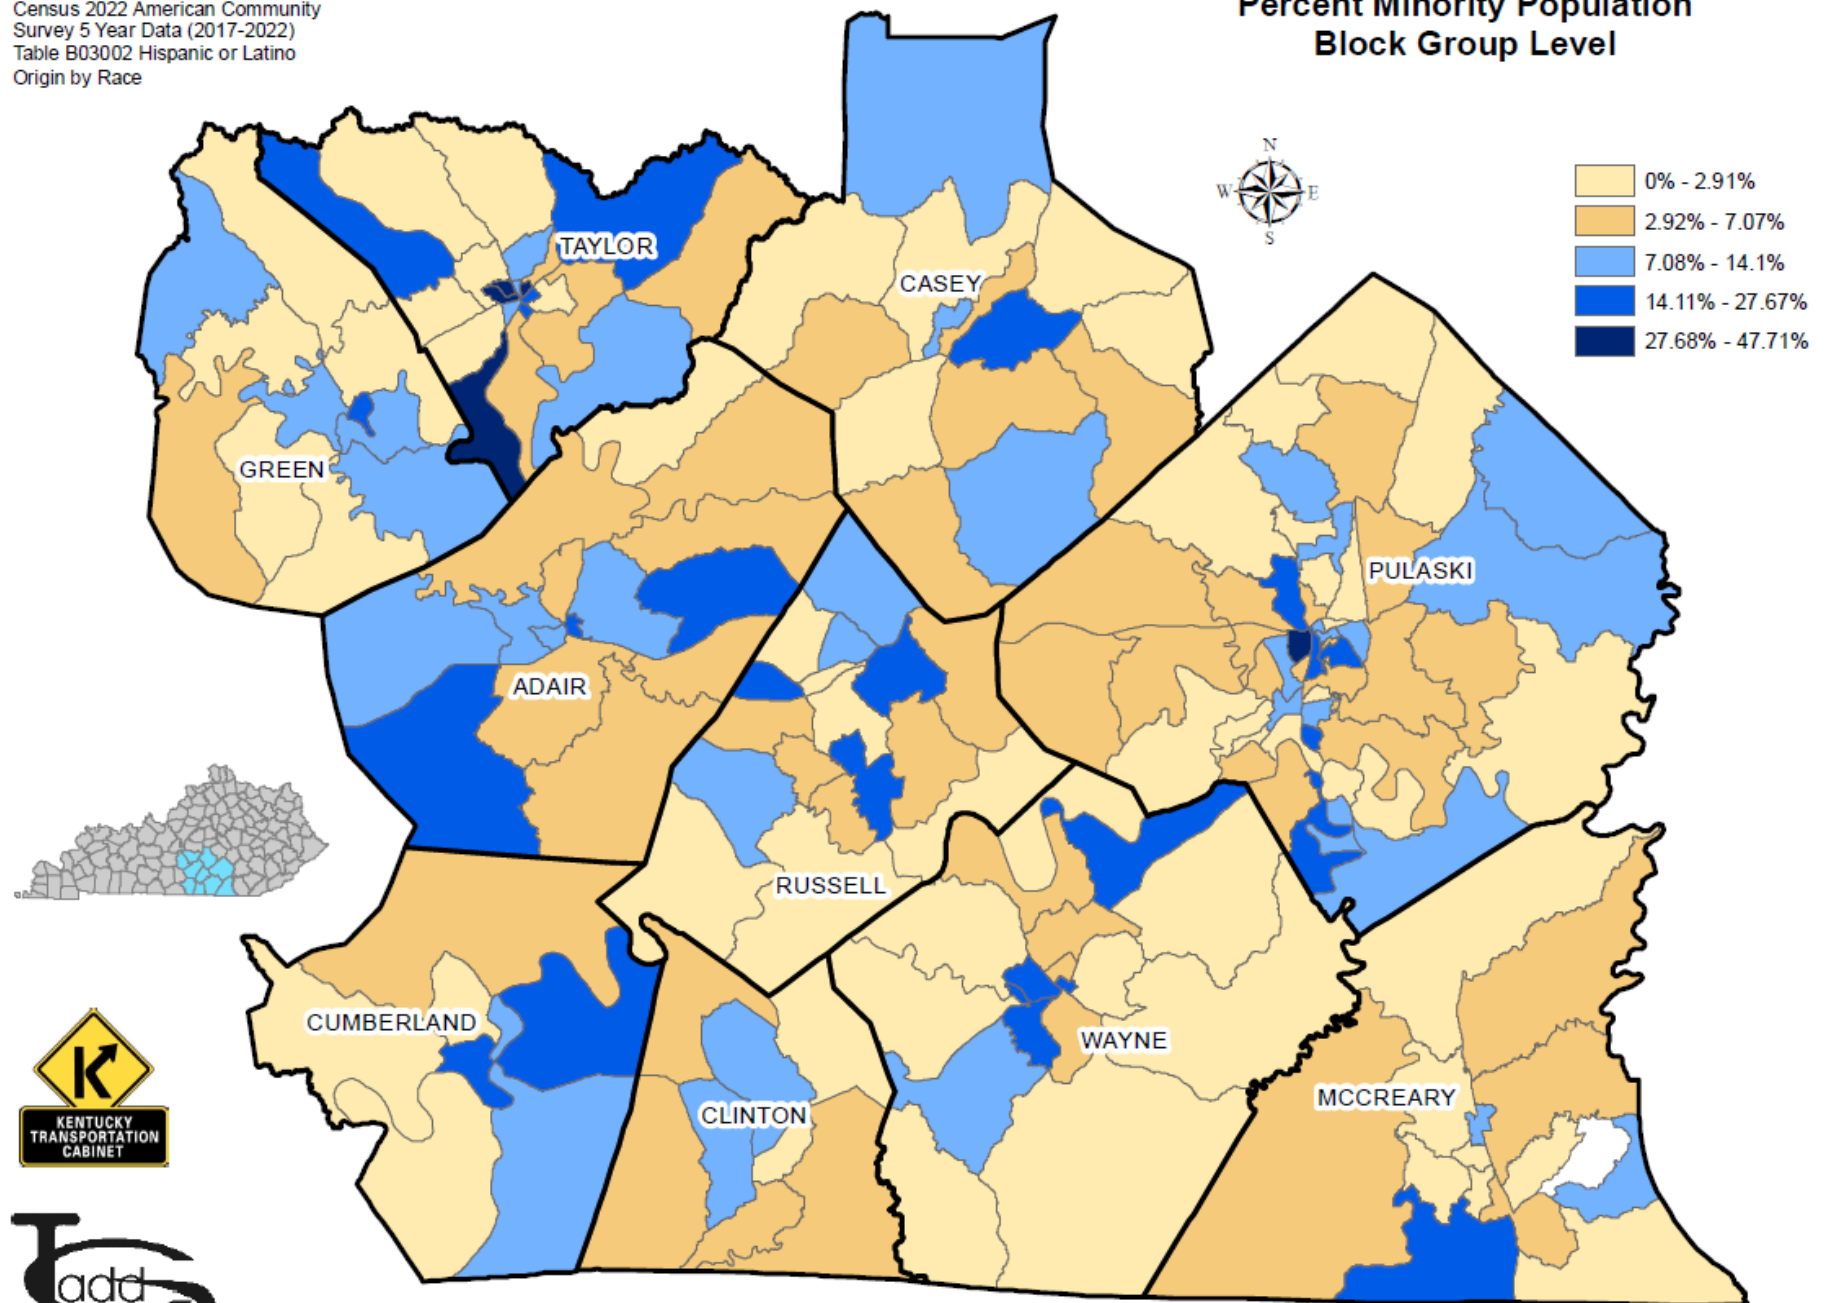 Census 2022 American Community
Survey 5 Year Data (2017-2022)
Table B03002 Hispanic or Latino
Origin by Race
Percent Minority Population
Block Group Level
N
W
E
S
0% - 2.91%
2.92% - 7.07%
7.08% - 14.1%
14.11% - 27.67%
27.68% - 47.71%
TAYLOR
CASEY
GREEN
PULASKI
ADAIR
RUSSELL
CUMBERLAND
WAYNE
CLINTON
MCCREARY
K
KENTUCKY
TRANSPORTATION
CABINET
add